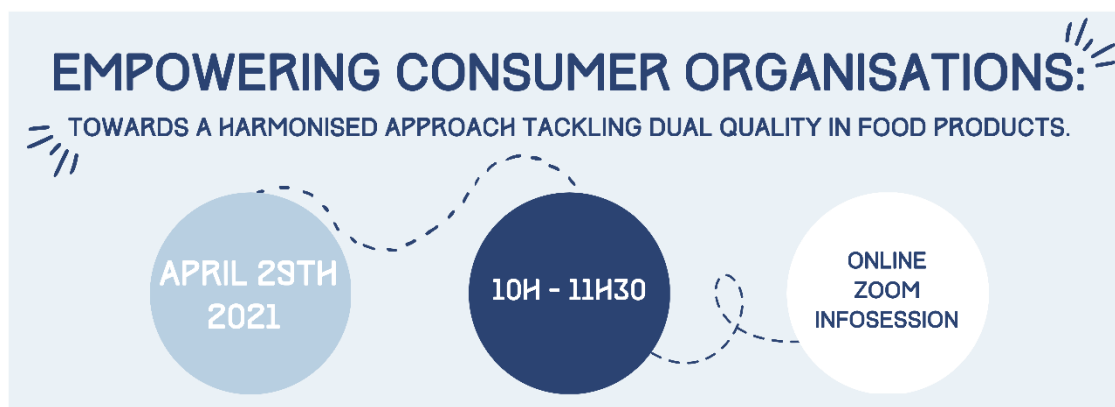 EMPOWERING CONSUMER ORGANISATIONS:
TOWARDS A HARMONISED APPROACH TACKLING DUAL QUALITY IN FOOD PRODUCTS.
APRIL 29TH
2021
10H - 11H30
ONLINE
ZOOM
INFOSESSION